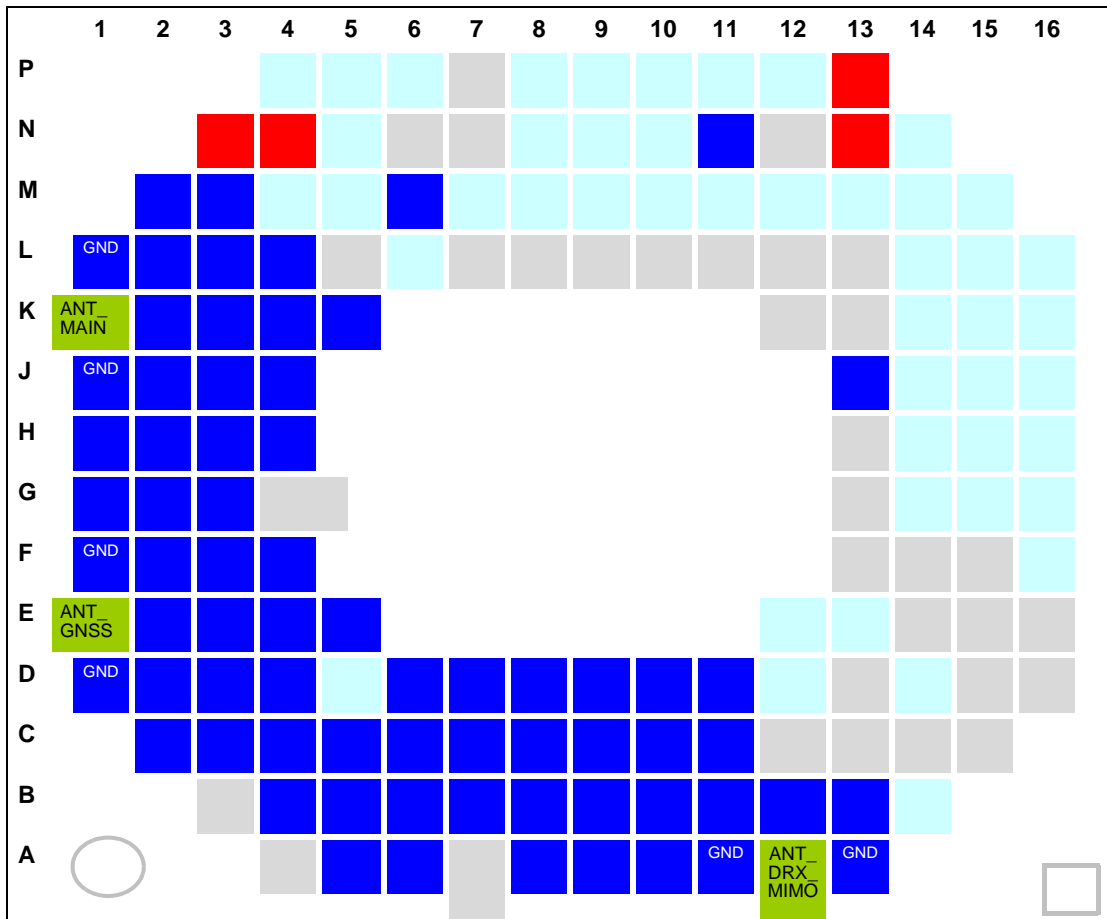 1 2 3 4 5 6 7 8 9 10 11 12 13 14 15 16
P
N
M
L GND
K ANT_
MAIN
J GND
H
G
F GND
E ANT_
GNSS
D GND
C
B
A GND ANT_ GND
DRX_
MIMO